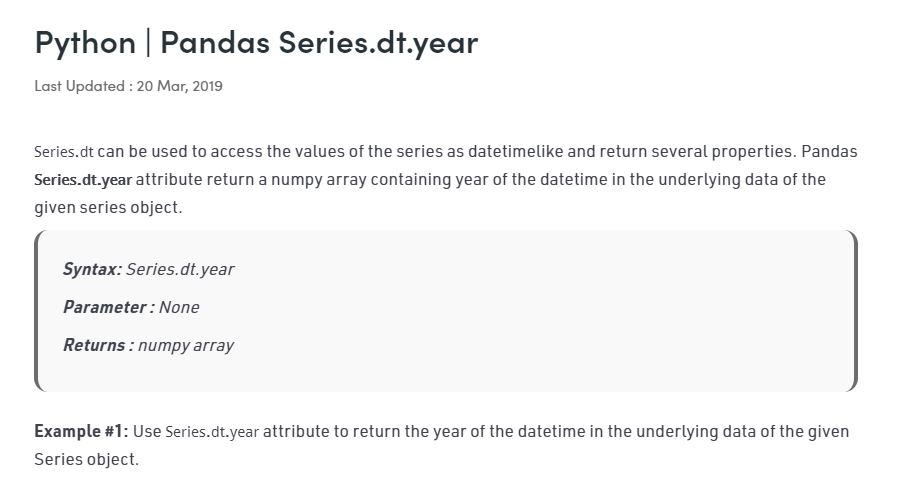 Python | Pandas Series.dt.year
Last Updated : 20 Mar, 2019
Series.dt can be used to access the values of the series as datetimelike and return several properties. Pandas
Series.dt.year attribute return a numpy array containing year of the datetime in the underlying data of the
given series object.
Syntax: Series.dt.year
Parameter : None
Returns : numpy array
Example #1: Use Series.dt.year attribute to return the year of the datetime in the underlying data of the given
Series object.